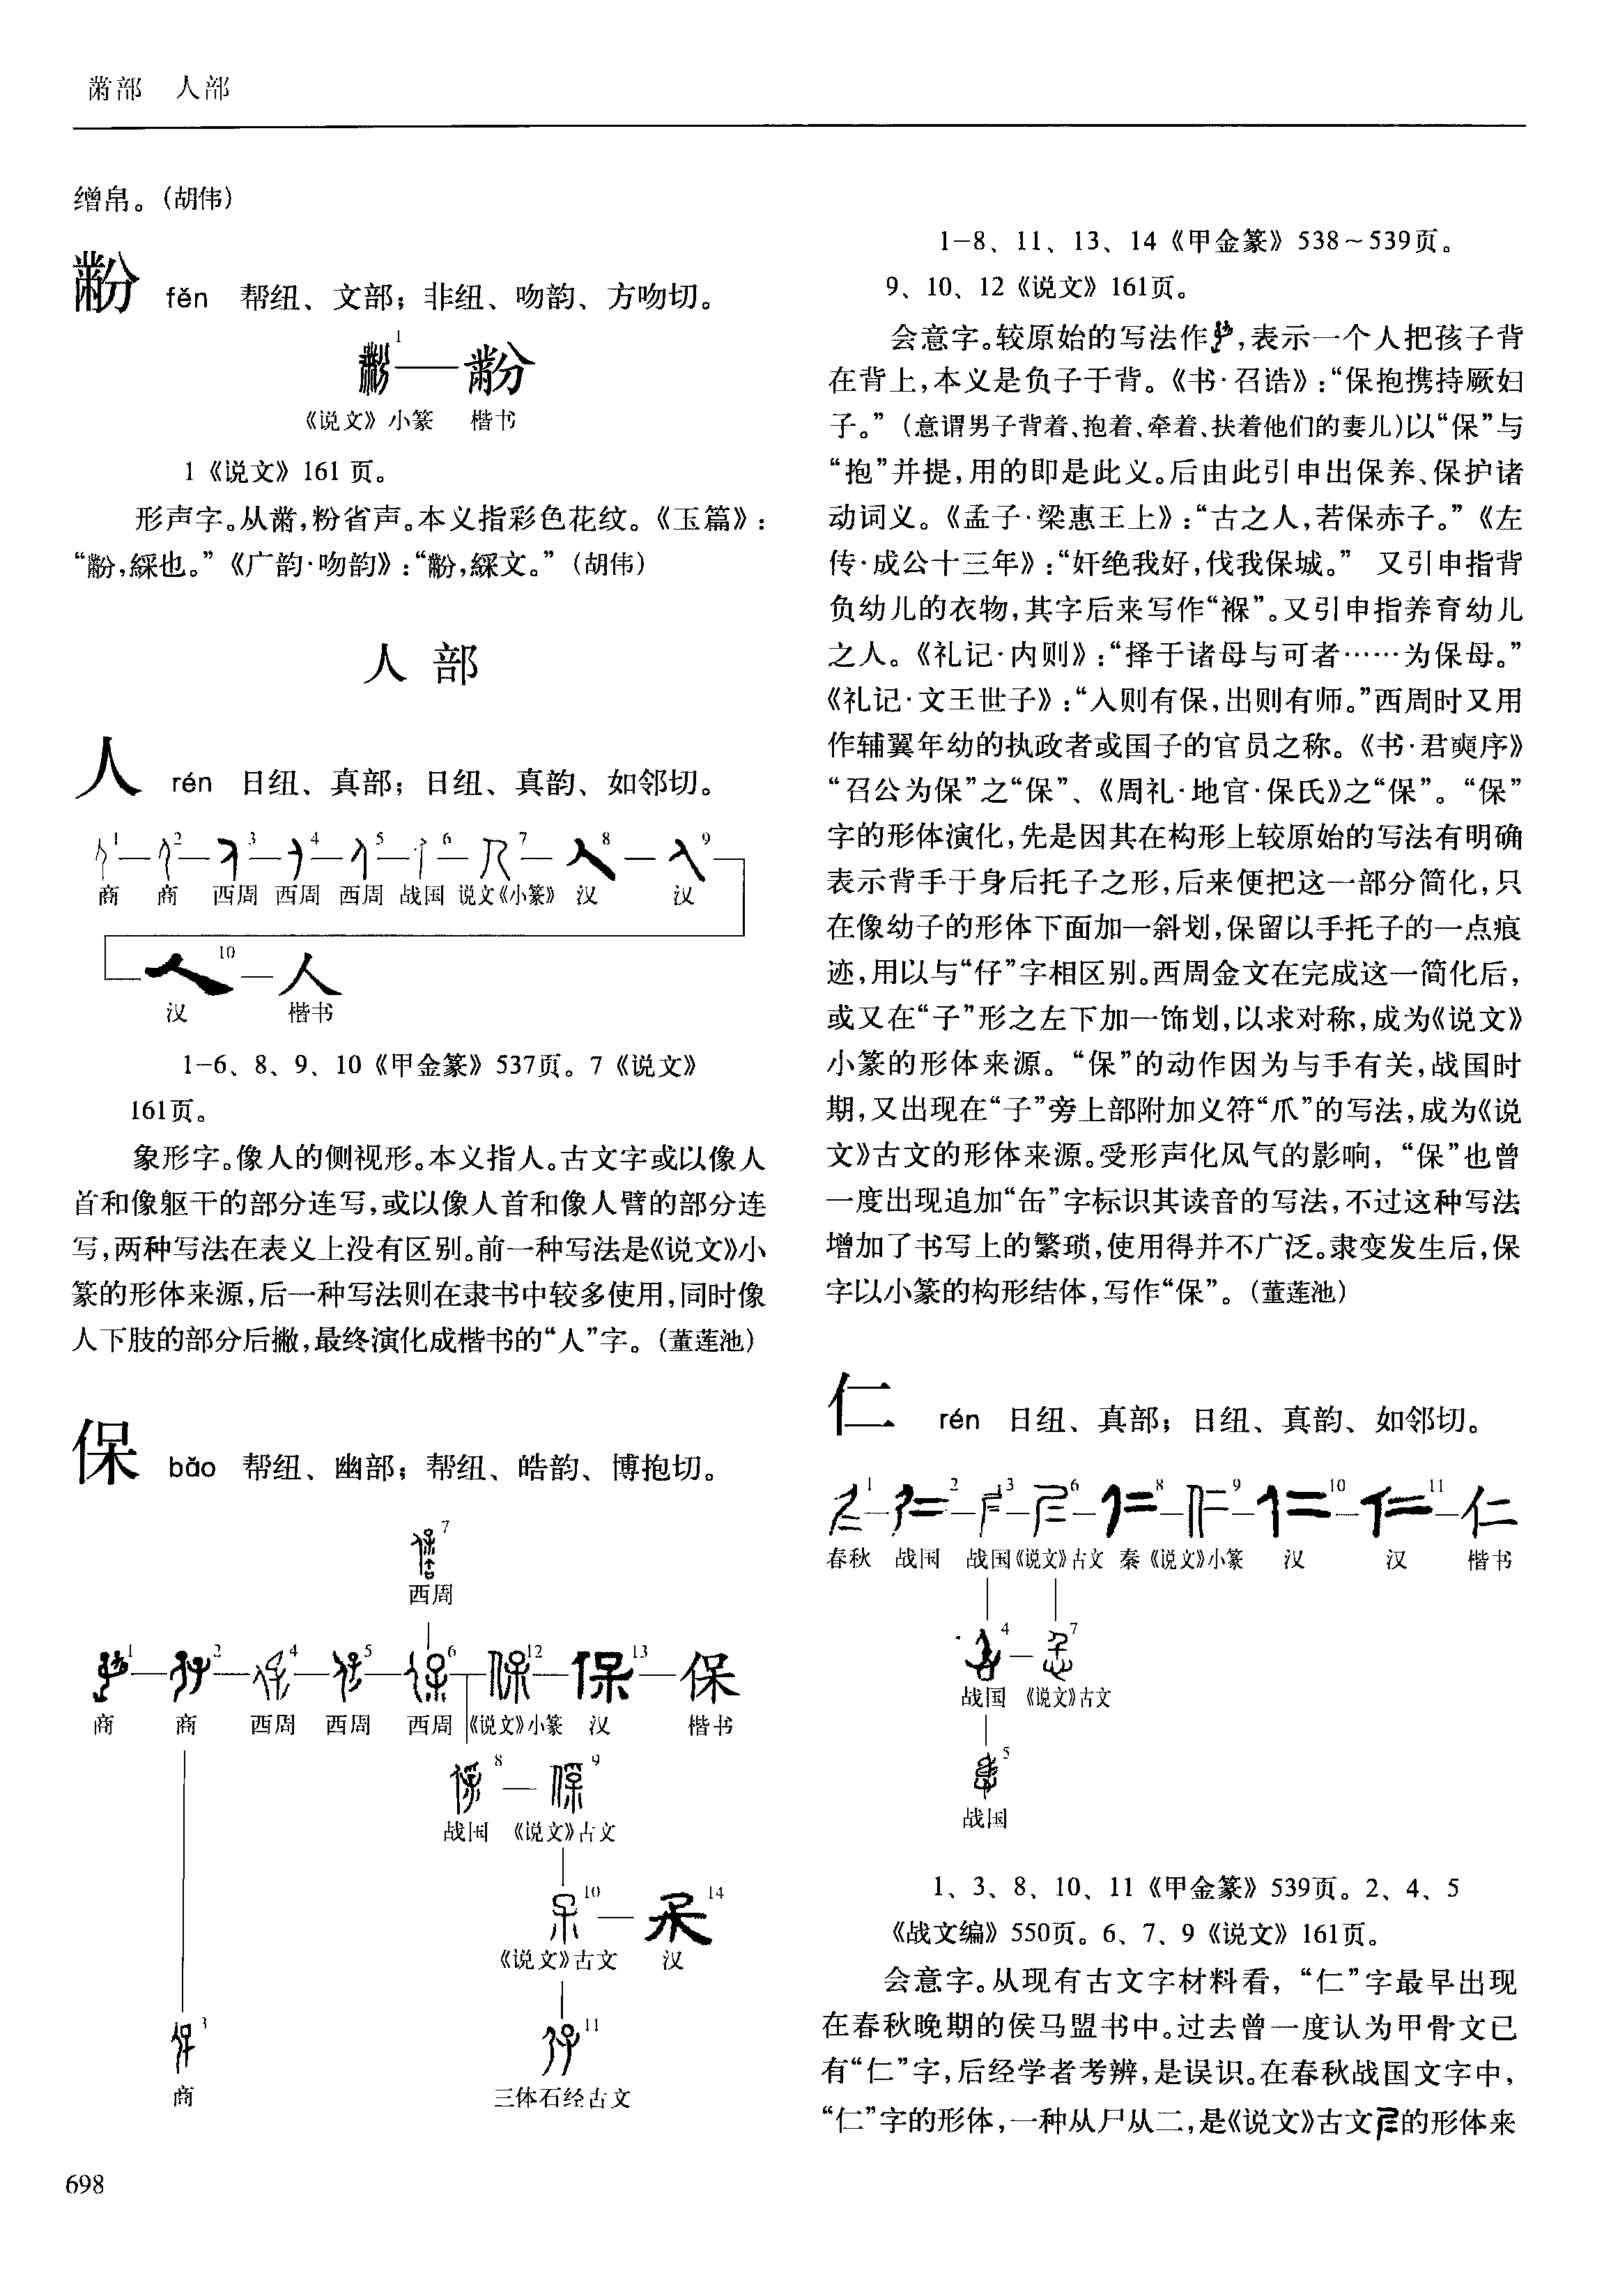 黹部　人部
缯帛。（胡伟）
黺 fěn 帮纽、文部；非纽、吻韵、方吻切。
1
黺
《说文》小篆　楷书
1《说文》161 页。
形声字。从黹，粉省声。本义指彩色花纹。《玉篇》：
“黺，綵也。”《广韵·吻韵》：“黺，綵文。”（胡伟）
人 部
人 rén 日纽、真部；日纽、真韵、如邻切。
1 2 3 4 5 6 7 8 9
商 商 西周 西周 西周 战国 说文《小篆》 汉 汉
10 人
汉 楷书
1-6、8、9、10《甲金篆》537页。7《说文》
161页。
象形字。像人的侧视形。本义指人。古文字或以像人
首和像躯干的部分连写，或以像人首和像人臂的部分连
写，两种写法在表义上没有区别。前一种写法是《说文》小
篆的形体来源，后一种写法则在隶书中较多使用，同时像
人下肢的部分后撇，最终演化成楷书的“人”字。（董莲池）
保 bǎo 帮纽、幽部；帮纽、皓韵、博抱切。
7
西周
1 2 4 5 6 12 13 保
商 商 西周 西周 西周 《说文》小篆 汉 楷书
8 9
战国 《说文》古文
10 14
《说文》古文 汉
3 11
商 三体石经古文
1-8、11、13、14《甲金篆》538～539页。
9、10、12《说文》161页。
会意字。较原始的写法作，表示一个人把孩子背
在背上，本义是负子于背。《书·召诰》：“保抱携持厥妇
子。”（意谓男子背着、抱着、牵着、扶着他们的妻儿）以“保”与
“抱”并提，用的即是此义。后由此引申出保养、保护诸
动词义。《孟子·梁惠王上》：“古之人，若保赤子。”《左
传·成公十三年》：“奸绝我好，伐我保城。” 又引申指背
负幼儿的衣物，其字后来写作“褓”。又引申指养育幼儿
之人。《礼记·内则》：“择于诸母与可者……为保母。”
《礼记·文王世子》：“入则有保，出则有师。”西周时又用
作辅翼年幼的执政者或国子的官员之称。《书·君奭序》
“召公为保”之“保”、《周礼·地官·保氏》之“保”。“保”
字的形体演化，先是因其在构形上较原始的写法有明确
表示背手于身后托子之形，后来便把这一部分简化，只
在像幼子的形体下面加一斜划，保留以手托子的一点痕
迹，用以与“仔”字相区别。西周金文在完成这一简化后，
或又在“子”形之左下加一饰划，以求对称，成为《说文》
小篆的形体来源。“保”的动作因为与手有关，战国时
期，又出现在“子”旁上部附加义符“爪”的写法，成为《说
文》古文的形体来源。受形声化风气的影响，“保”也曾
一度出现追加“缶”字标识其读音的写法，不过这种写法
增加了书写上的繁琐，使用得并不广泛。隶变发生后，保
字以小篆的构形结体，写作“保”。（董莲池）
仁 rén 日纽、真部；日纽、真韵、如邻切。
1 2 3 6 8 9 10 11 仁
春秋 战国 战国 《说文》古文 秦 《说文》小篆 汉 汉 楷书
4 7
战国 《说文》古文
5
战国
1、3、8、10、11《甲金篆》539页。2、4、5
《战文编》550页。6、7、9《说文》161页。
会意字。从现有古文字材料看，“仁”字最早出现
在春秋晚期的侯马盟书中。过去曾一度认为甲骨文已
有“仁”字，后经学者考辨，是误识。在春秋战国文字中，
“仁”字的形体，一种从尸从二，是《说文》古文𡰥的形体来
698